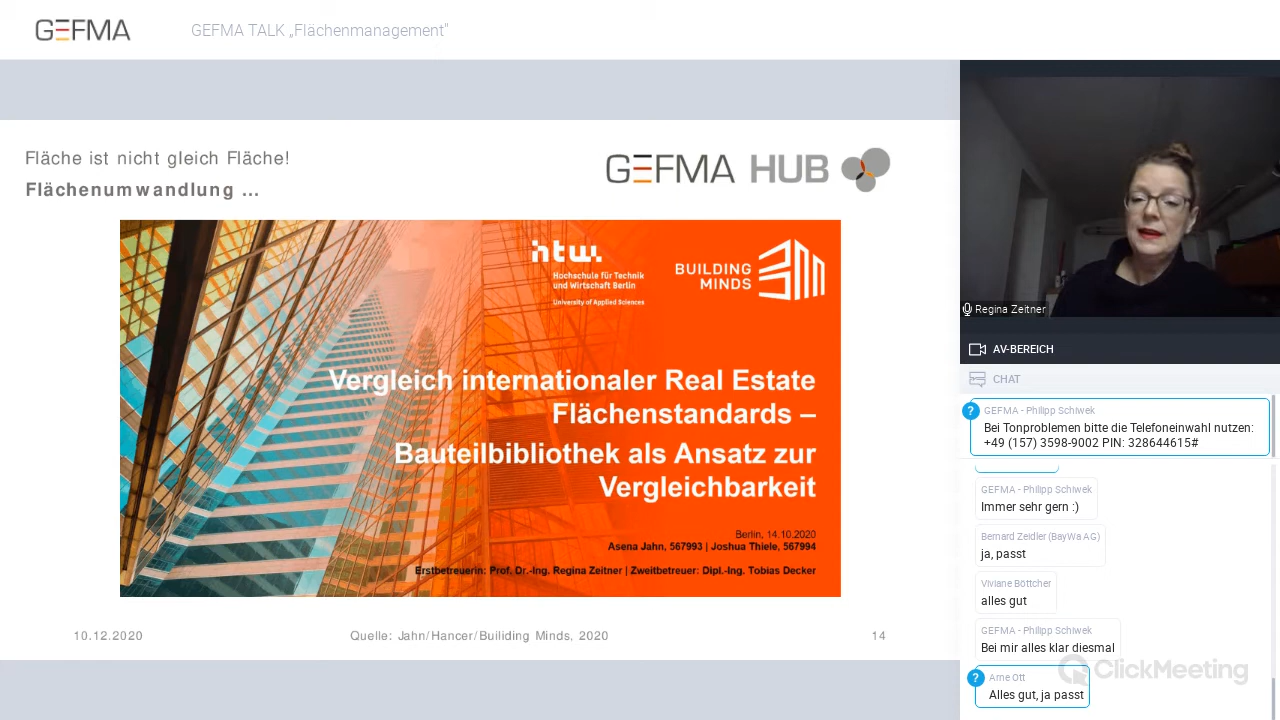 GEFMA
GEFMA TALK „Flächenmanagement"
Fläche ist nicht gleich Fläche!
Flächenumwandlung ...
GEFMA HUB
htw.
Hochschule für Technik
und Wirtschaft Berlin
University of Applied Sciences
BUILDING
MINDS
Vergleich internationaler Real Estate
Flächenstandards –
Bauteilbibliothek als Ansatz zur
Vergleichbarkeit
Berlin, 14.10.2020
Asena Jahn, 567993 | Joshua Thiele, 567994
Erstbetreuerin: Prof. Dr.-Ing. Regina Zeitner | Zweitbetreuer: Dipl.-Ing. Tobias Decker
10.12.2020
Quelle: Jahn/Hancer/Builiding Minds, 2020
14
Regina Zeitner
AV-BEREICH
CHAT
?
GEFMA - Philipp Schiwek
Bei Tonproblemen bitte die Telefoneinwahl nutzen:
+49 (157) 3598-9002 PIN: 328644615#
GEFMA - Philipp Schiwek
Immer sehr gern :)
Bernard Zeidler (BayWa AG)
ja, passt
Viviane Böttcher
alles gut
GEFMA - Philipp Schiwek
Bei mir alles klar diesmal
ClickMeeting
?
Arne Ott
Alles gut, ja passt